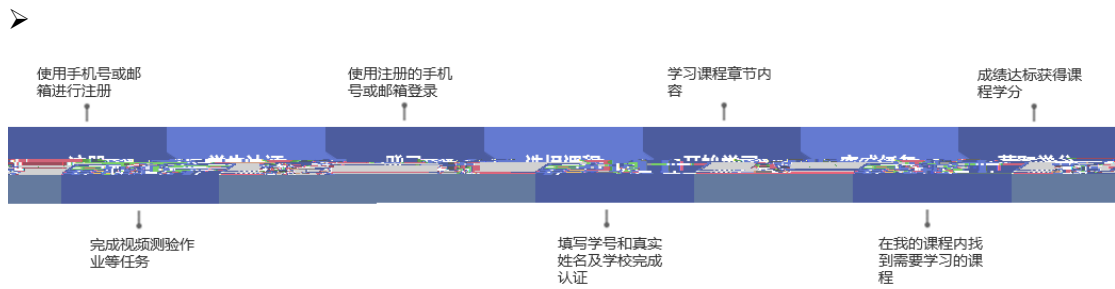 使用手机号或邮
箱进行注册
使用注册的手机
号或邮箱登录
学习课程章节内
容
成绩达标获得课
程学分
完成视频测验作
业等任务
填写学号和真实
姓名及学校完成
认证
在我的课程内找
到需要学习的课
程